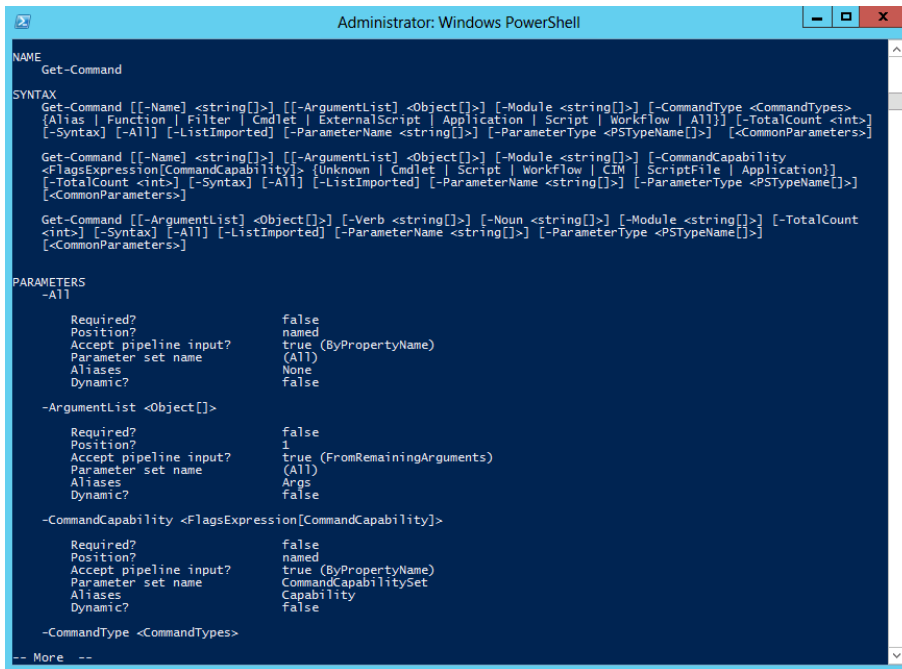 Administrator: Windows PowerShell
NAME
Get-Command
SYNTAX
Get-Command [[-Name] <string[]>] [[-ArgumentList] <Object[]>] [-Module <string[]>] [-CommandType <CommandTypes>
{Alias | Function | Filter | Cmdlet | ExternalScript | Application | Script | Workflow | All}] [-TotalCount <int>]
[-Syntax] [-All] [-ListImported] [-ParameterName <string[]>] [-ParameterType <PSTypeName[]>]  [<CommonParameters>]
Get-Command [[-Name] <string[]>] [[-ArgumentList] <Object[]>] [-Module <string[]>] [-CommandCapability
<FlagsExpression[CommandCapability]> {Unknown | Cmdlet | Script | Workflow | CIM | ScriptFile | Application}]
[-TotalCount <int>] [-Syntax] [-All] [-ListImported] [-ParameterName <string[]>] [-ParameterType <PSTypeName[]>]
[<CommonParameters>]
Get-Command [[-ArgumentList] <Object[]>] [-Verb <string[]>] [-Noun <string[]>] [-Module <string[]>] [-TotalCount
<int>] [-Syntax] [-All] [-ListImported] [-ParameterName <string[]>] [-ParameterType <PSTypeName[]>]
[<CommonParameters>]
PARAMETERS
-All
Required? false
Position? named
Accept pipeline input? true (ByPropertyName)
Parameter set name (All)
Aliases None
Dynamic? false
-ArgumentList <Object[]>
Required? false
Position? 1
Accept pipeline input? true (FromRemainingArguments)
Parameter set name (All)
Aliases Args
Dynamic? false
-CommandCapability <FlagsExpression[CommandCapability]>
Required? false
Position? named
Accept pipeline input? true (ByPropertyName)
Parameter set name CommandCapabilitySet
Aliases Capability
Dynamic? false
-CommandType <CommandTypes>
-- More  --